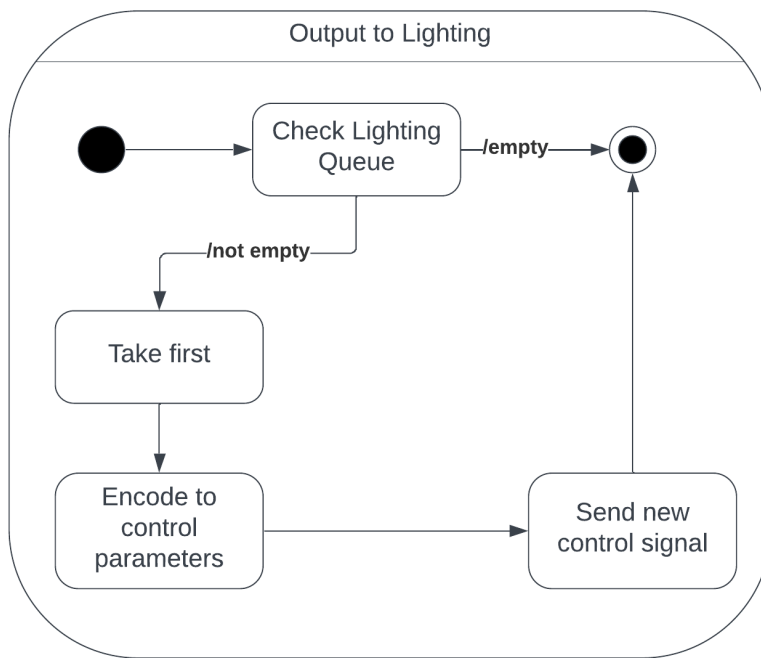 Output to Lighting
Check Lighting
Queue
/empty
/not empty
Take first
Encode to
control
parameters
Send new
control signal